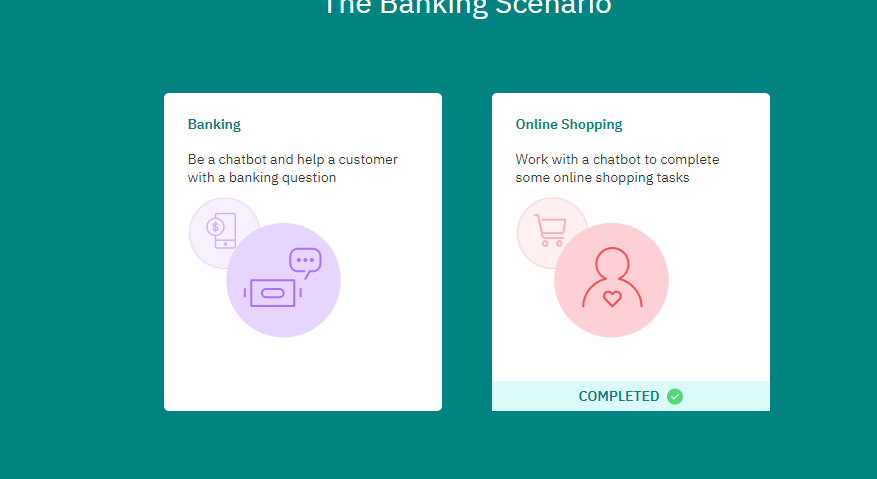 The Banking Scenario
Banking
Be a chatbot and help a customer
with a banking question
$
Online Shopping
Work with a chatbot to complete
some online shopping tasks
COMPLETED